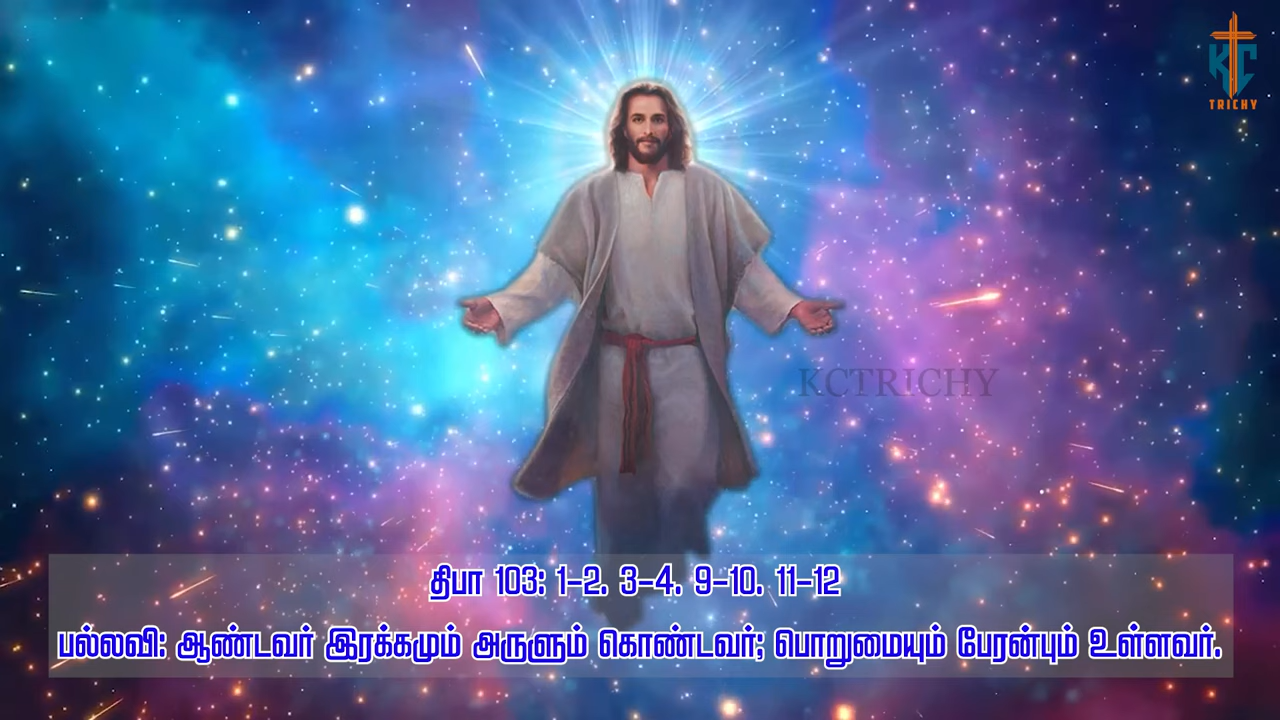 KTC
TRICHY
KCTRICHY
திபா 103: 1-2. 3-4. 9-10. 11-12
பல்லவி: ஆண்டவர் இரக்கமும் அருளும் கொண்டவர்; பொறுமையும் பேரன்பும் உள்ளவர்.